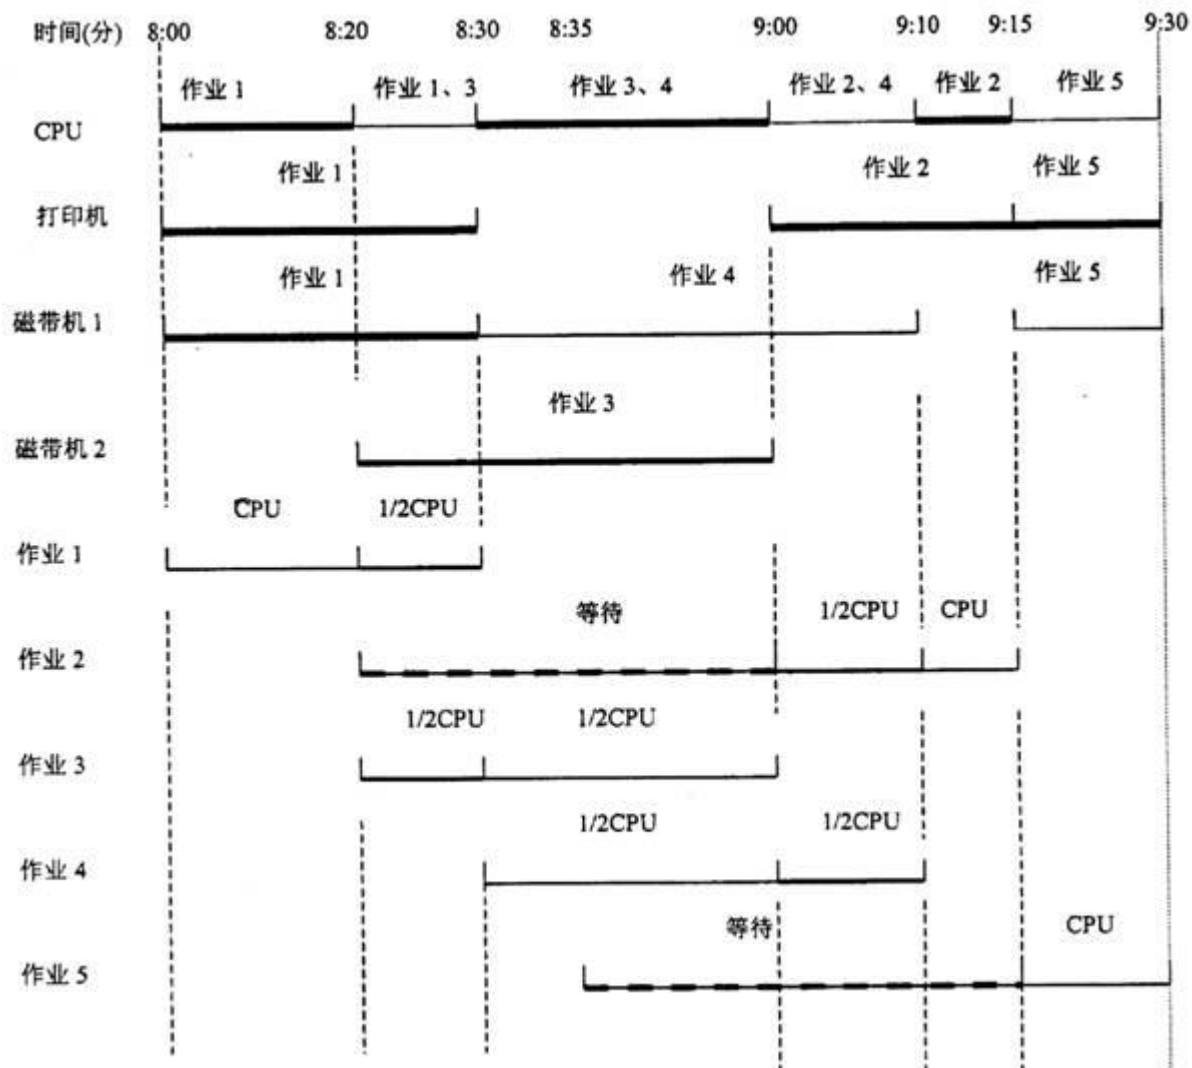 时间(分) 8:00 8:20 8:30 8:35 9:00 9:10 9:15 9:30
作业 1 作业 1、3 作业 3、4 作业 2、4 作业 2 作业 5
CPU
作业 1 作业 2 作业 5
打印机
作业 1 作业 4 作业 5
磁带机 1
作业 3
磁带机 2
CPU 1/2CPU
作业 1
等待 1/2CPU CPU
作业 2
1/2CPU 1/2CPU
作业 3
1/2CPU 1/2CPU
作业 4
等待 CPU
作业 5